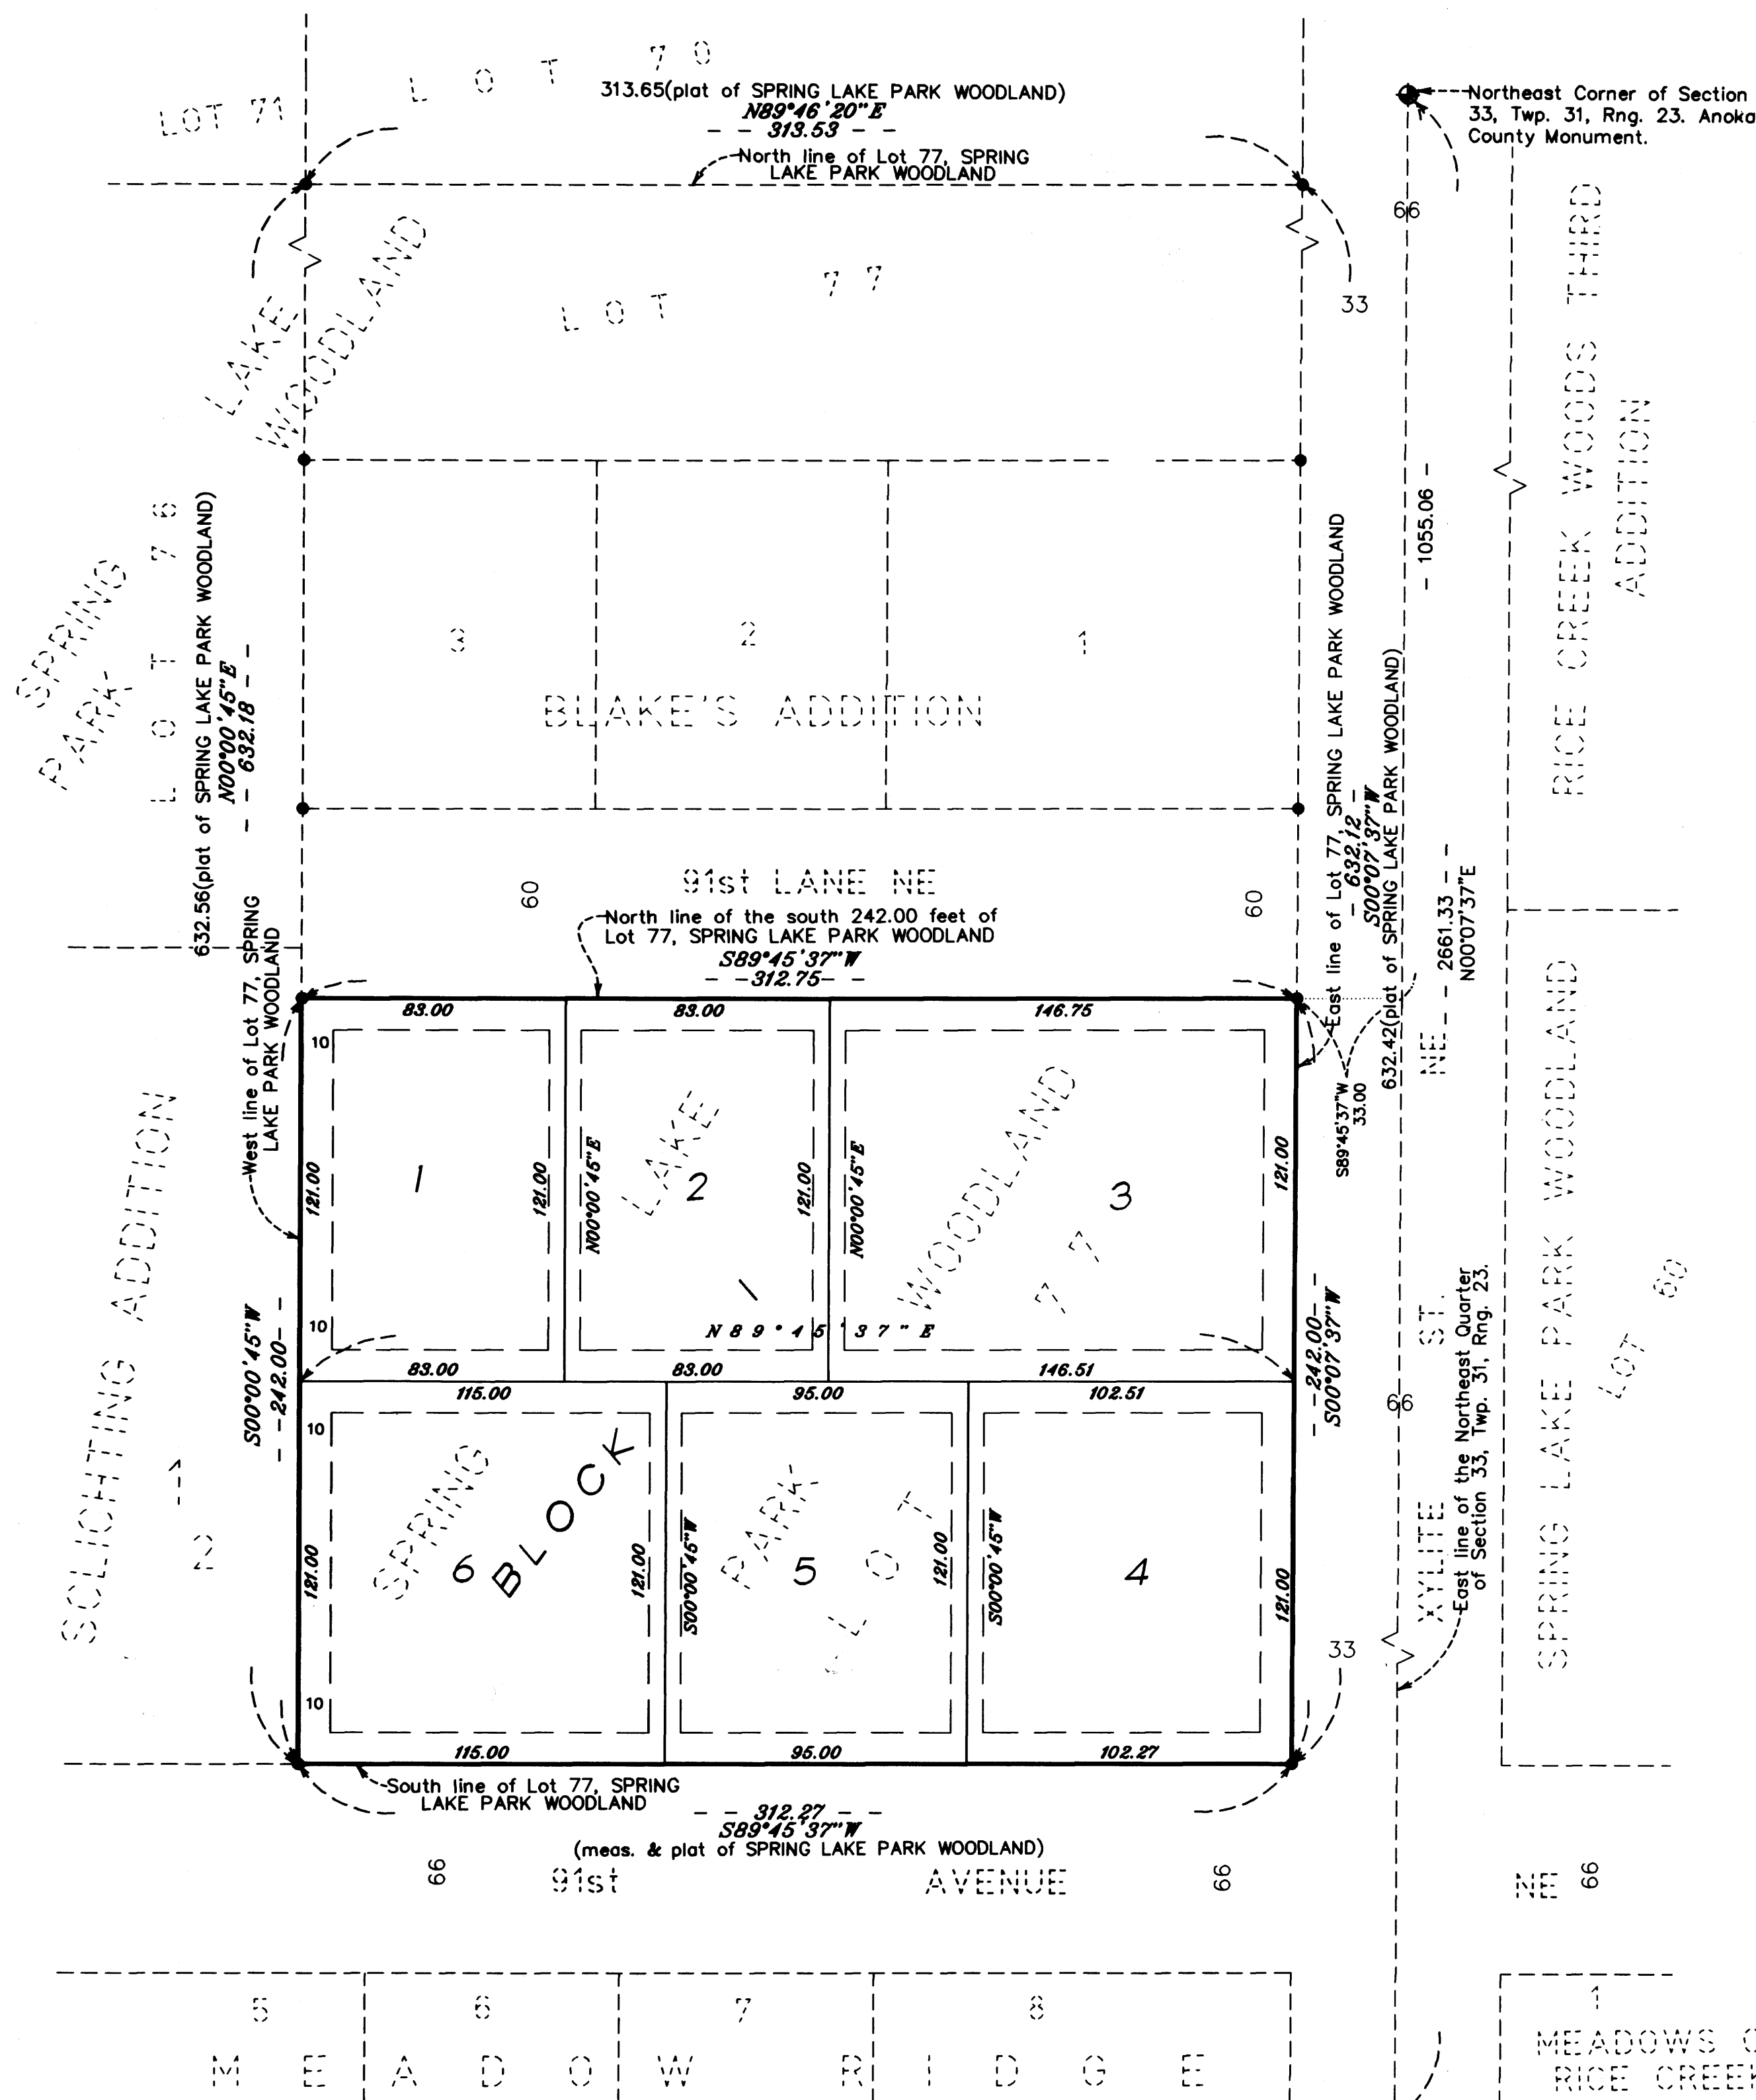 LOT 71
LOT 70
313.65(plat of SPRING LAKE PARK WOODLAND)
N89°46'20"E
- - 313.53 - -
North line of Lot 77, SPRING
LAKE PARK WOODLAND
Northeast Corner of Section
33, Twp. 31, Rng. 23. Anoka
County Monument.
66
33
LOT 77
LAKE
WOODLAND
SPRING
PARK
LOT 76
632.56(plat of SPRING LAKE PARK WOODLAND)
N00°00'45"E
- - 632.18 - -
3
2
1
BLAKE'S ADDITION
East line of Lot 77, SPRING LAKE PARK WOODLAND
- 632.12 -
S00°07'37"W
632.42(plat of SPRING LAKE PARK WOODLAND)
- 1055.06 -
- - 2661.33 - -
N00°07'37"E
RICE CREEK WOODS THIRD
ADDITION
60
91st LANE NE
60
North line of the south 242.00 feet of
Lot 77, SPRING LAKE PARK WOODLAND
S89°45'37"W
- - 312.75 - -
West line of Lot 77, SPRING
LAKE PARK WOODLAND
83.00
83.00
146.75
10
121.00
1
121.00
N00°00'45"E
LAKE
2
121.00
N00°00'45"E
WOODLAND
77
3
121.00
S89°45'37"W
33.00
10
1
N89°45'37"E
83.00
83.00
146.51
115.00
95.00
102.51
S00°00'45"W
- - 242.00 - -
- - 242.00 - -
S00°07'37"W
10
121.00
SPRING
6
BLOCK
121.00
S00°00'45"W
PARK
5
LOT
121.00
S00°00'45"W
4
121.00
10
115.00
95.00
102.27
SCLICHTING ADDITION
1
2
66
XYLITE ST. NE
East line of the Northeast Quarter
of Section 33, Twp. 31, Rng. 23.
SPRING LAKE PARK WOODLAND
LOT 60
33
South line of Lot 77, SPRING
LAKE PARK WOODLAND
- - 312.27 - -
S89°45'37"W
(meas. & plat of SPRING LAKE PARK WOODLAND)
66
91st AVENUE NE
66
66
5
6
7
8
1
MEADOW RIDGE
MEADOWS
RICE CREEK